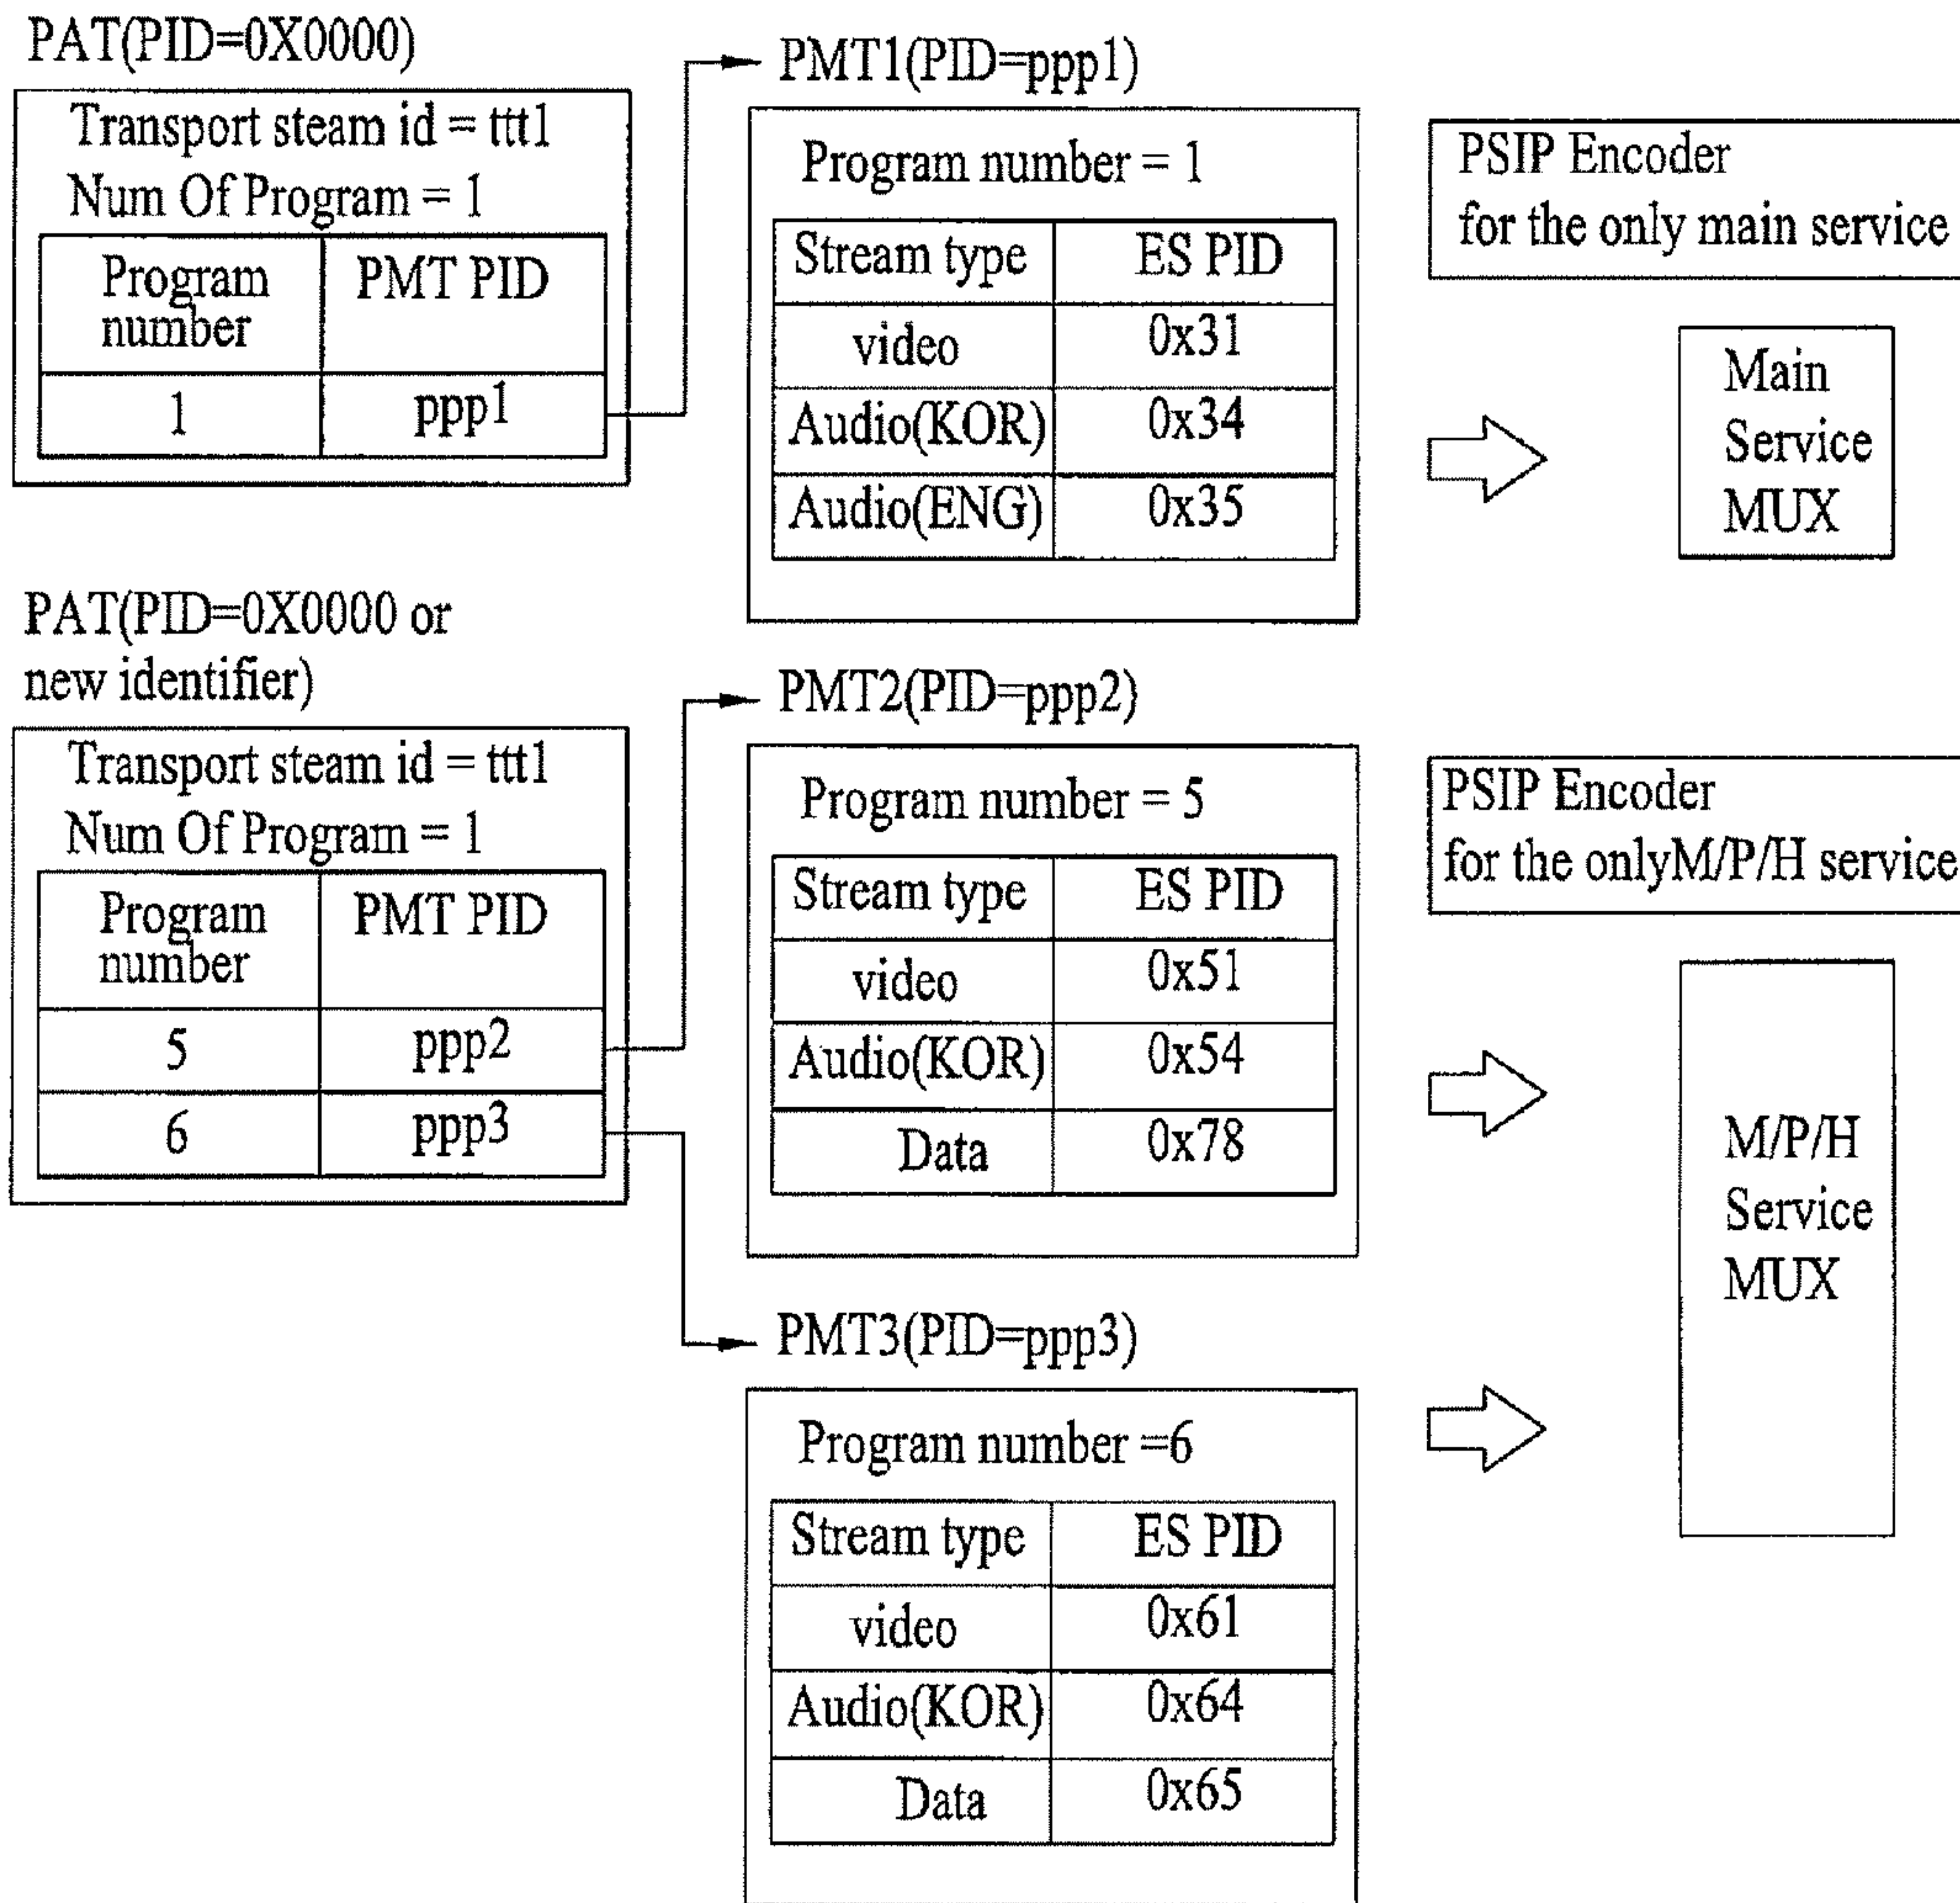 PAT(PID=0X0000)
Transport steam id = ttt1
Num Of Program = 1
Program
number
PMT PID
1
ppp1
PMT1(PID=ppp1)
Program number = 1
Stream type
ES PID
video
0x31
Audio(KOR)
0x34
Audio(ENG)
0x35
PSIP Encoder
for the only main service
Main
Service
MUX
PAT(PID=0X0000 or
new identifier)
Transport steam id = ttt1
Num Of Program = 1
Program
number
PMT PID
5
ppp2
6
ppp3
PMT2(PID=ppp2)
Program number = 5
Stream type
ES PID
video
0x51
Audio(KOR)
0x54
Data
0x78
PSIP Encoder
for the onlyM/P/H service
M/P/H
Service
MUX
PMT3(PID=ppp3)
Program number =6
Stream type
ES PID
video
0x61
Audio(KOR)
0x64
Data
0x65